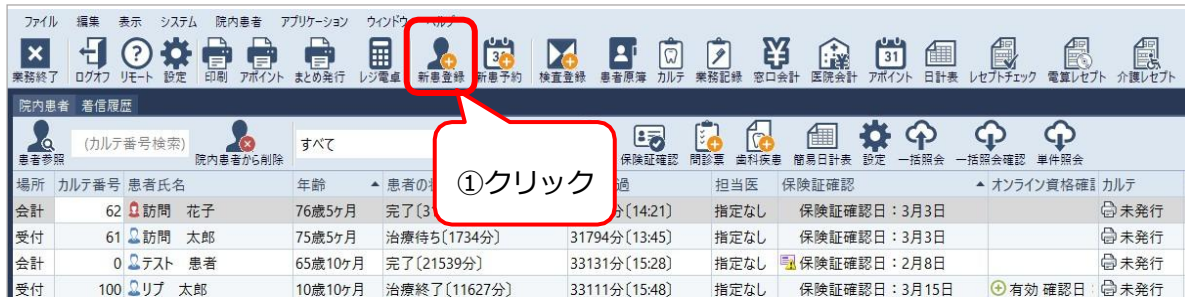 ファイル 編集 表示 システム 院内患者 アプリケーション ウィンドウ
業務終了 ログオフ リモート 設定 印刷 アポイント まとめ発行 レジ電卓 新患登録 新患予約 検査登録 患者原簿 カルテ 業務記録 窓口会計 医院会計 アポイント 日計表 レセプトチェック 電算レセプト 介護レセプト
院内患者 着信履歴
患者参照 (カルテ番号検索) 院内患者から削除 すべて 保険証確認 問診票 歯科疾患 簡易日計表 設定 一括照会 一括照会確認 単件照会
①クリック
場所 カルテ番号 患者氏名 年齢 患者の 過 担当医 保険証確認 オンライン資格確認 カルテ
会計 62 訪問 花子 76歳5ヶ月 完了(31 分(14:21) 指定なし 保険証確認日:3月3日 未発行
受付 61 訪問 太郎 75歳5ヶ月 治療待ち(1734分) 31794分(13:45) 指定なし 保険証確認日:3月3日 未発行
会計 0 テスト 患者 65歳10ヶ月 完了(21539分) 33131分(15:28) 指定なし 保険証確認日:2月8日 未発行
受付 100 リプ 太郎 10歳10ヶ月 治療終了(11627分) 33111分(15:48) 指定なし 保険証確認日:3月15日 有効 確認日 未発行